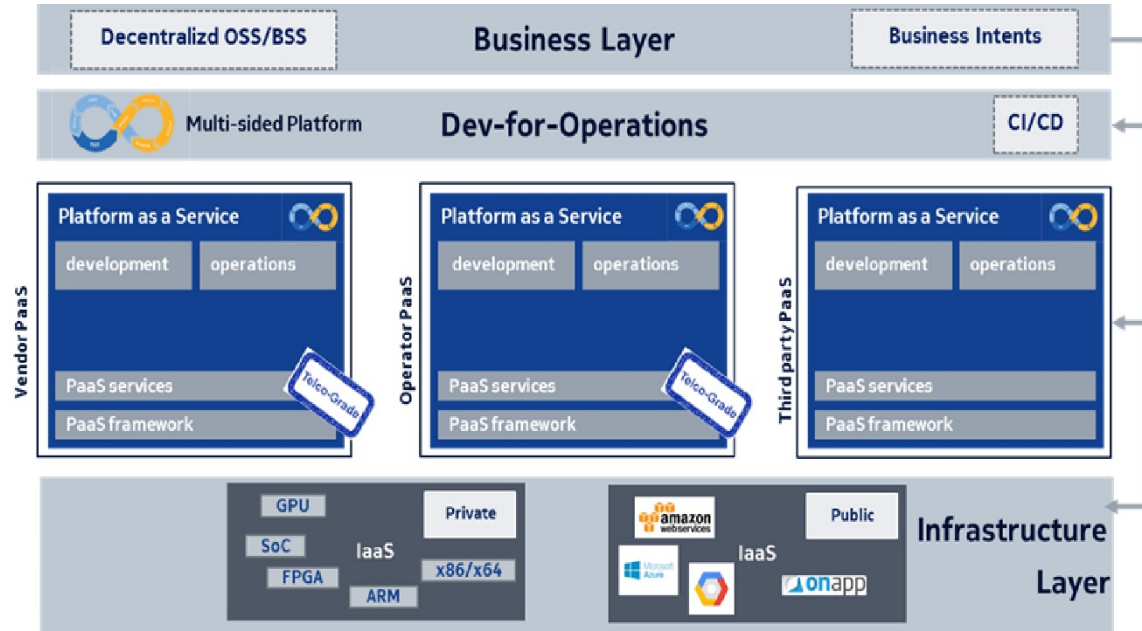 Decentralizd OSS/BSS
Business Layer
Business Intents
Multi-sided Platform
Dev-for-Operations
CI/CD
Vendor PaaS
Platform as a Service
development
operations
PaaS services
PaaS framework
Telco-Grade
Operator PaaS
Platform as a Service
development
operations
PaaS services
PaaS framework
Telco-Grade
Third party PaaS
Platform as a Service
development
operations
PaaS services
PaaS framework
GPU
Private
SoC
IaaS
FPGA
x86/x64
ARM
amazon
webservices
Public
IaaS
Microsoft
Azure
onapp
Infrastructure
Layer